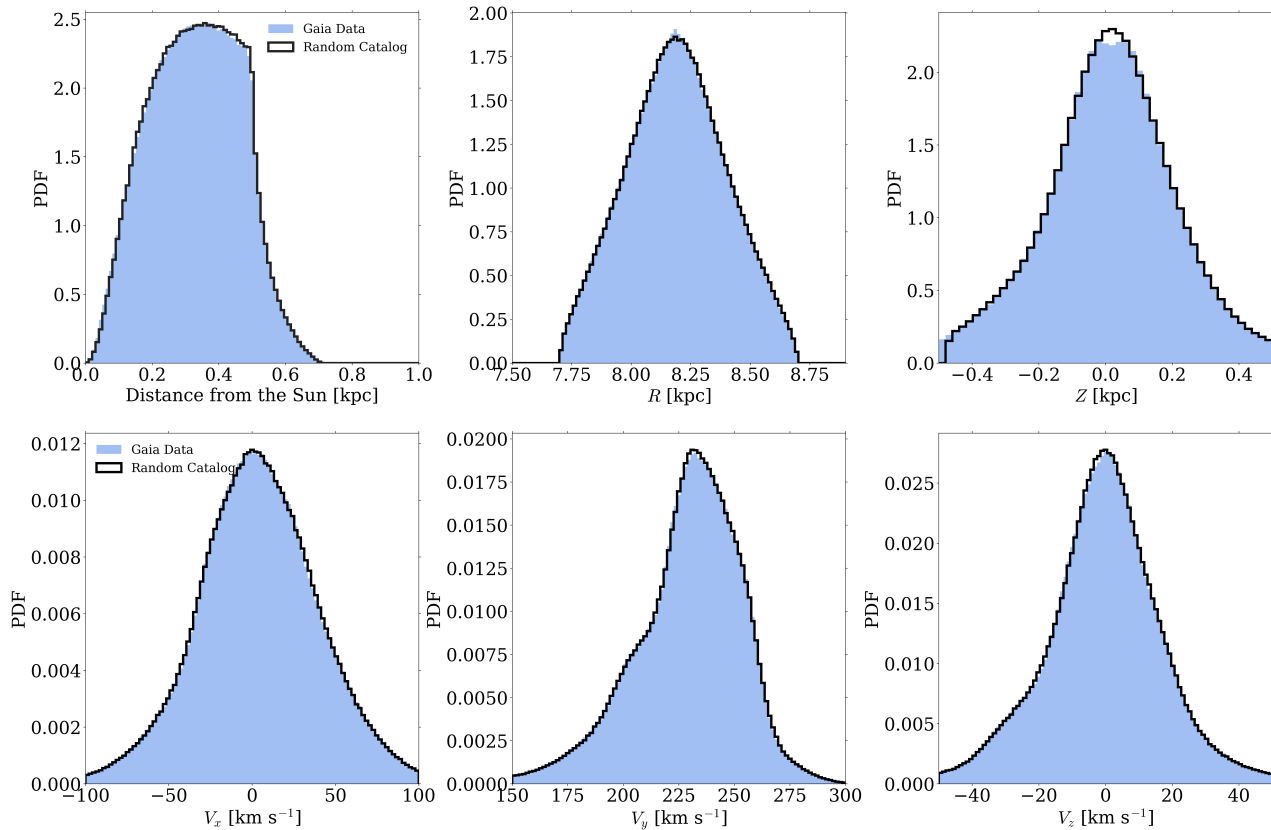 2.5
2.0
1.5
1.0
0.5
0.0
PDF
Gaia Data
Random Catalog
0.0 0.2 0.4 0.6 0.8 1.0
Distance from the Sun [kpc]
2.00
1.75
1.50
1.25
1.00
0.75
0.50
0.25
0.00
PDF
7.50 7.75 8.00 8.25 8.50 8.75
R [kpc]
2.5
2.0
1.5
1.0
0.5
0.0
PDF
−0.4 −0.2 0.0 0.2 0.4
Z [kpc]
0.012
0.010
0.008
0.006
0.004
0.002
0.000
PDF
Gaia Data
Random Catalog
−100 −50 0 50 100
Vx [km s⁻¹]
0.0200
0.0175
0.0150
0.0125
0.0100
0.0075
0.0050
0.0025
0.0000
PDF
150 175 200 225 250 275 300
Vy [km s⁻¹]
0.025
0.020
0.015
0.010
0.005
0.000
PDF
−40 −20 0 20 40
Vz [km s⁻¹]